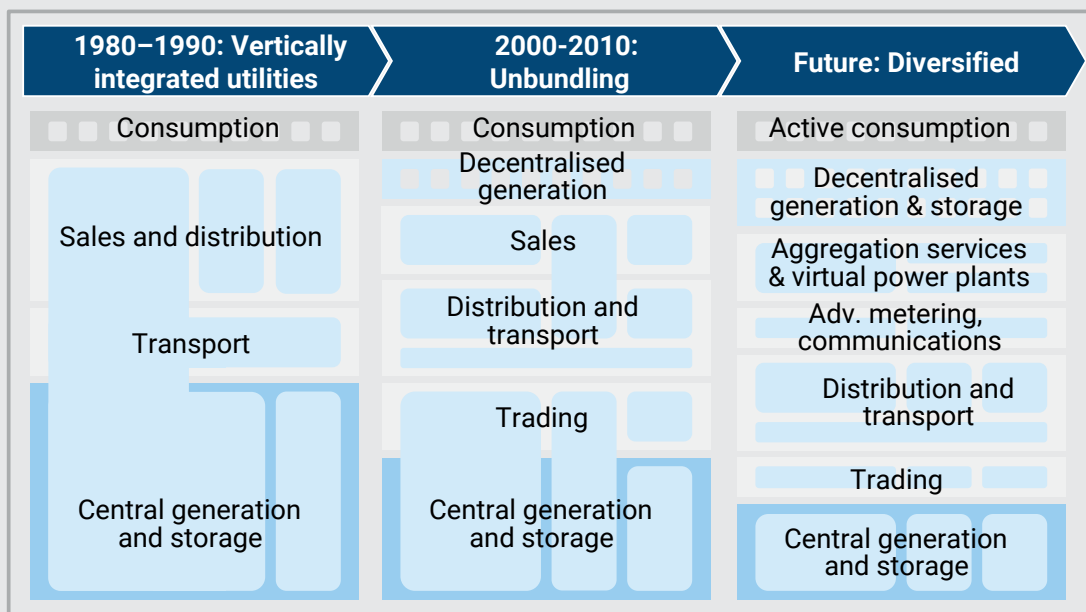 1980–1990: Vertically
integrated utilities
2000-2010:
Unbundling
Future: Diversified
Consumption
Sales and distribution
Transport
Central generation
and storage
Consumption
Decentralised
generation
Sales
Distribution and
transport
Trading
Central generation
and storage
Active consumption
Decentralised
generation & storage
Aggregation services
& virtual power plants
Adv. metering,
communications
Distribution and
transport
Trading
Central generation
and storage